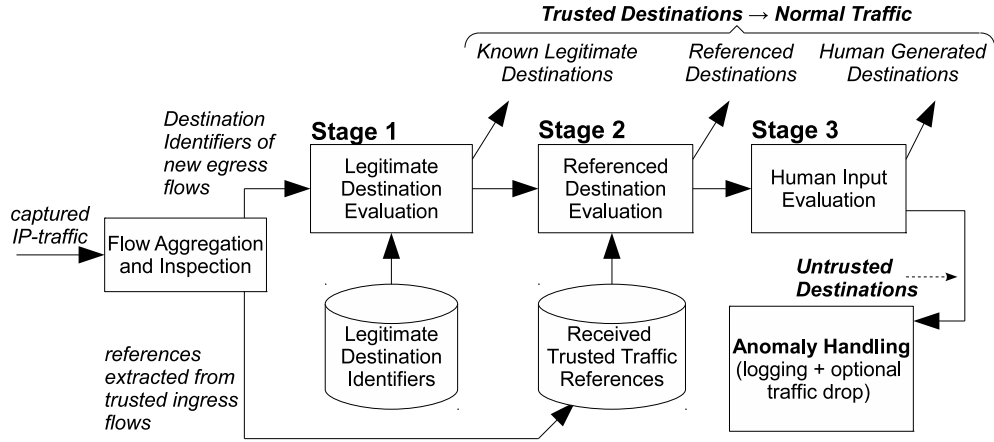 Trusted Destinations → Normal Traffic
Known Legitimate
Destinations
Referenced
Destinations
Human Generated
Destinations
Destination
Identifiers of
new egress
flows
Stage 1
Legitimate
Destination
Evaluation
Stage 2
Referenced
Destination
Evaluation
Stage 3
Human Input
Evaluation
captured
IP-traffic
Flow Aggregation
and Inspection
Untrusted
Destinations
Legitimate
Destination
Identifiers
Received
Trusted Traffic
References
Anomaly Handling
(logging + optional
traffic drop)
references
extracted from
trusted ingress
flows